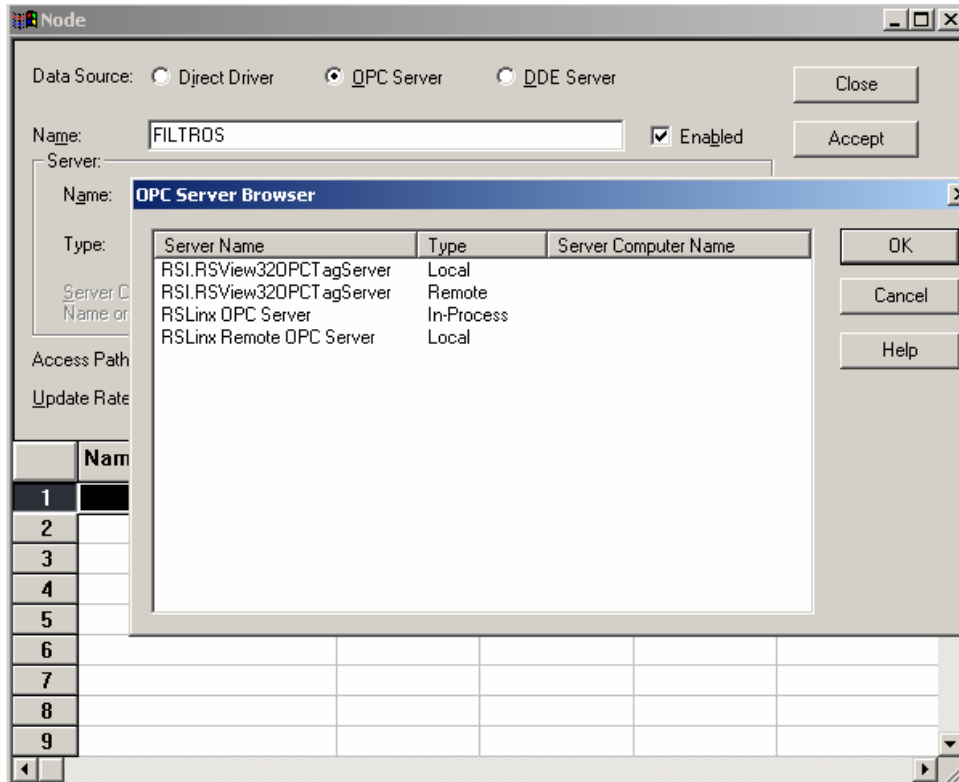 Node
Data Source: Direct Driver OPC Server DDE Server Close
Name: FILTROS Enabled Accept
Server:
Name: OPC Server Browser
Type: Server Name Type Server Computer Name OK
RSI.RSView32OPCTagServer Local
RSI.RSView32OPCTagServer Remote
Server C RSLinx OPC Server In-Process Cancel
Name or RSLinx Remote OPC Server Local
Access Path Help
Update Rate
Nam
1
2
3
4
5
6
7
8
9